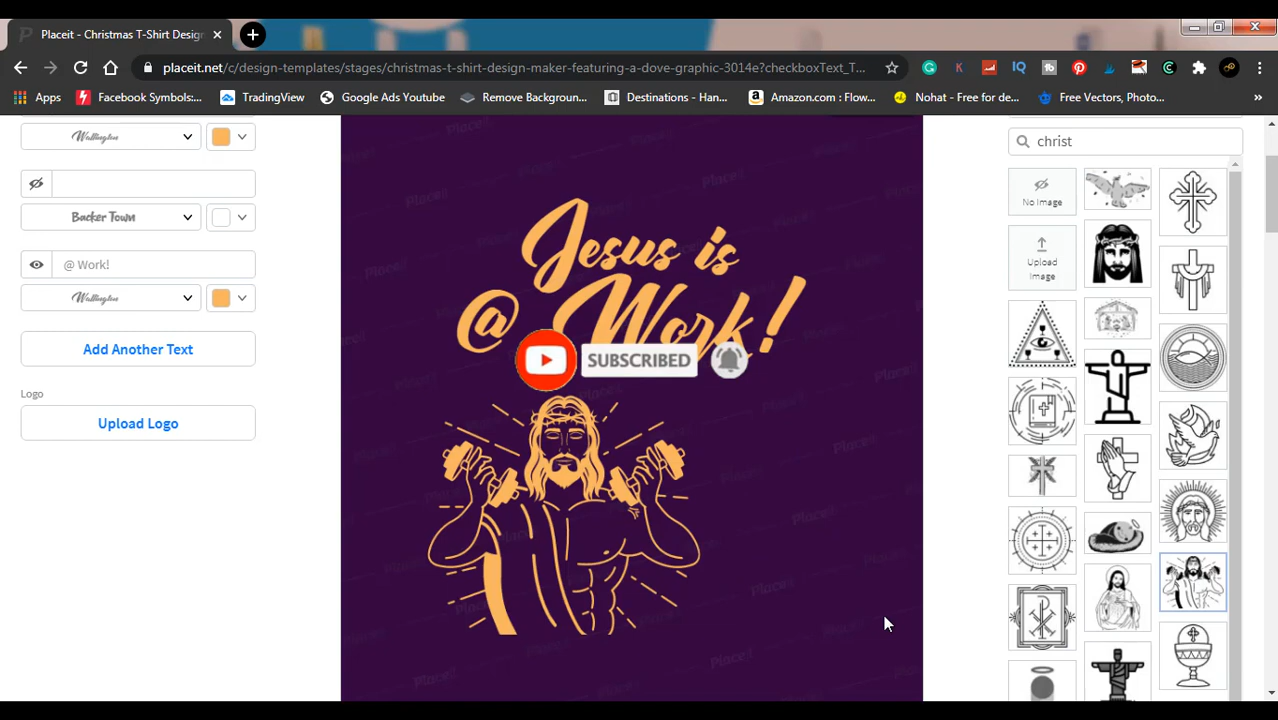 Placeit - Christmas T-Shirt Design
placeit.net/c/design-templates/stages/christmas-t-shirt-design-maker-featuring-a-dove-graphic-3014e?checkboxText_T...
Apps
Facebook Symbols:...
TradingView
Google Ads Youtube
Remove Backgroun...
Destinations - Han...
Amazon.com : Flow...
Nohat - Free for de...
Free Vectors, Photo...
»
Wallington
Backer Town
@ Work!
Wallington
Add Another Text
Logo
Upload Logo
Jesus is
@ Work!
SUBSCRIBED
christ
No Image
Upload
Image
Placeit